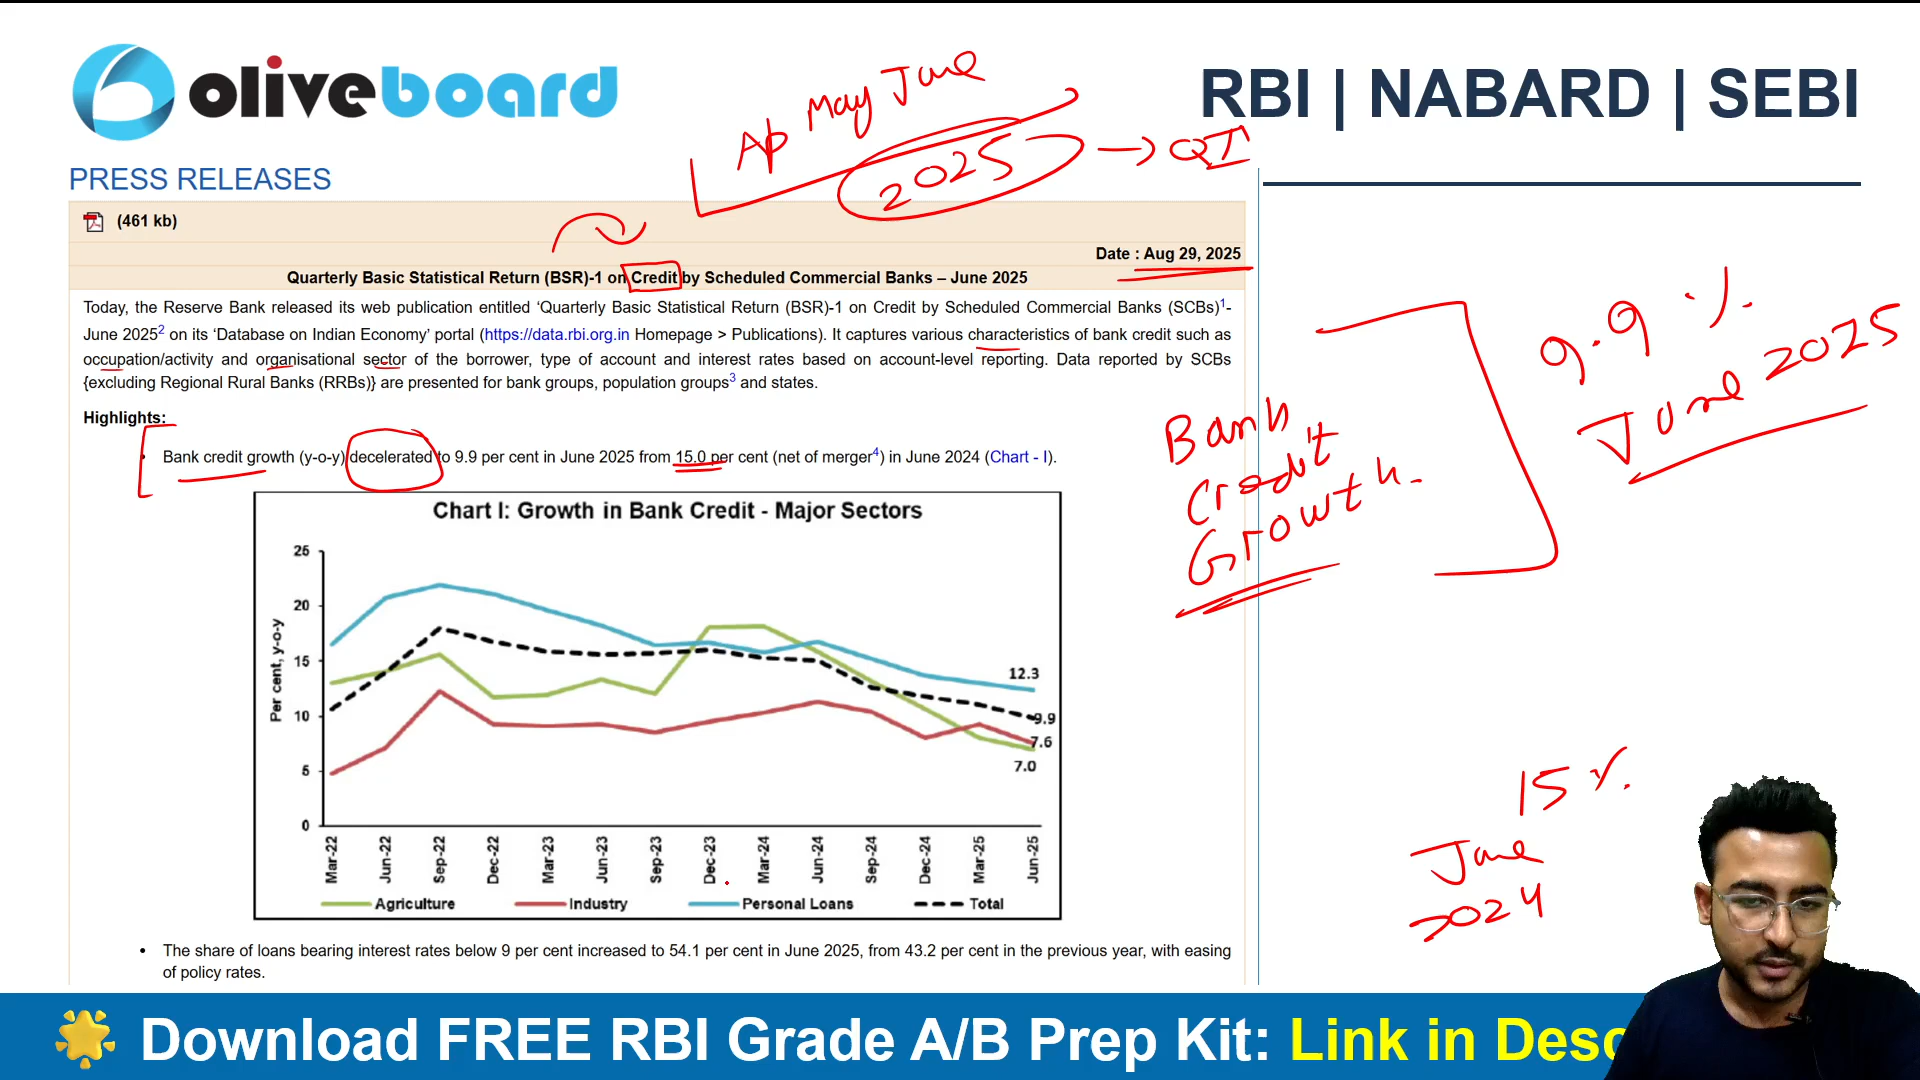 oliveboard
RBI | NABARD | SEBI
Ap May June
2025 → Q1
PRESS RELEASES
(461 kb)
Date : Aug 29, 2025
Quarterly Basic Statistical Return (BSR)-1 on Credit by Scheduled Commercial Banks – June 2025
Today, the Reserve Bank released its web publication entitled ‘Quarterly Basic Statistical Return (BSR)-1 on Credit by Scheduled Commercial Banks (SCBs)1-
June 20252 on its ‘Database on Indian Economy’ portal (https://data.rbi.org.in Homepage > Publications). It captures various characteristics of bank credit such as
occupation/activity and organisational sector of the borrower, type of account and interest rates based on account-level reporting. Data reported by SCBs
{excluding Regional Rural Banks (RRBs)} are presented for bank groups, population groups3 and states.
Highlights:
• Bank credit growth (y-o-y) decelerated to 9.9 per cent in June 2025 from 15.0 per cent (net of merger4) in June 2024 (Chart - I).
Chart I: Growth in Bank Credit - Major Sectors
Per cent, y-o-y
25
20
15
10
5
0
12.3
9.9
7.6
7.0
Mar-22 Jun-22 Sep-22 Dec-22 Mar-23 Jun-23 Sep-23 Dec-23 Mar-24 Jun-24 Sep-24 Dec-24 Mar-25 Jun-25
Agriculture Industry Personal Loans Total
• The share of loans bearing interest rates below 9 per cent increased to 54.1 per cent in June 2025, from 43.2 per cent in the previous year, with easing
of policy rates.
Bank
Credit
Growth.
9.9 %
June 2025
15 %
June
2024
Download FREE RBI Grade A/B Prep Kit: Link in Desc